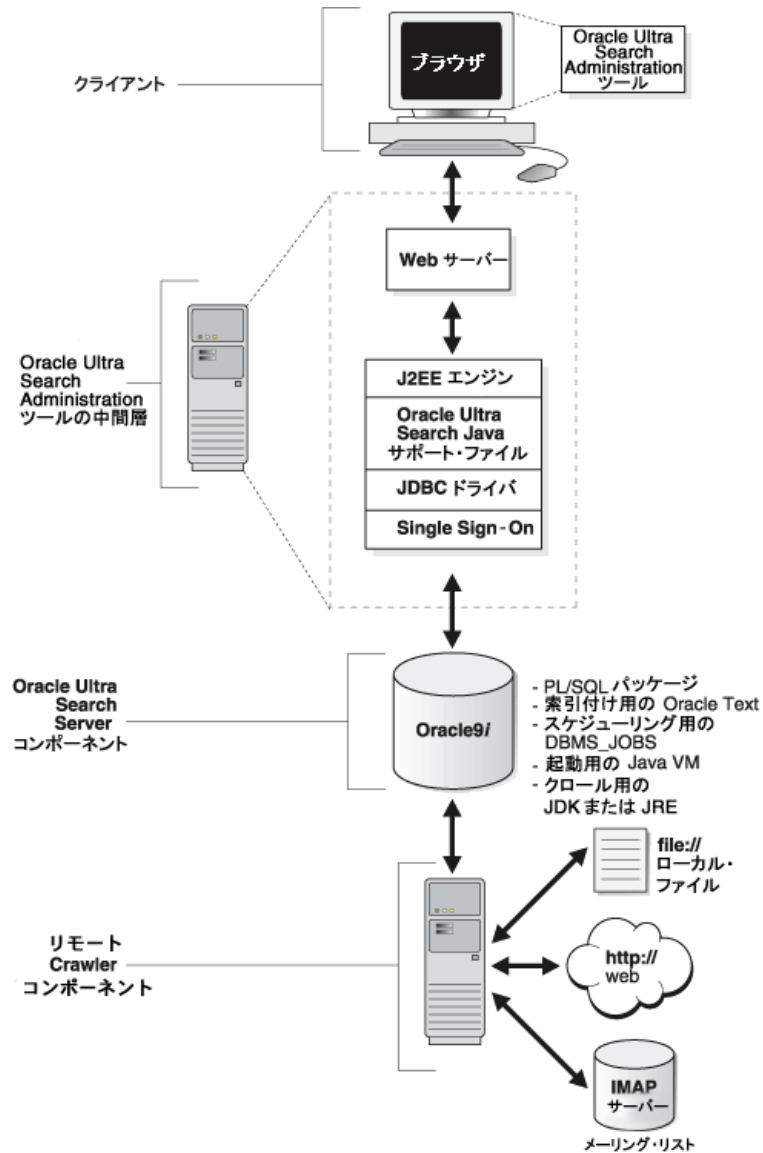 ブラウザ
Oracle Ultra
Search
Administration
ツール
クライアント
Web サーバー
Oracle Ultra
Search
Administration
ツールの中間層
J2EE エンジン
Oracle Ultra
Search Java
サポート・ファイル
JDBC ドライバ
Single Sign-On
Oracle Ultra
Search
Server
コンポーネント
Oracle9i
- PL/SQL パッケージ
- 索引付け用の Oracle Text
- スケジューリング用の
DBMS_JOBS
- 起動用の Java VM
- クロール用の
JDK または JRE
リモート
Crawler
コンポーネント
file://
ローカル・
ファイル
http://
web
IMAP
サーバー
メーリング・リスト